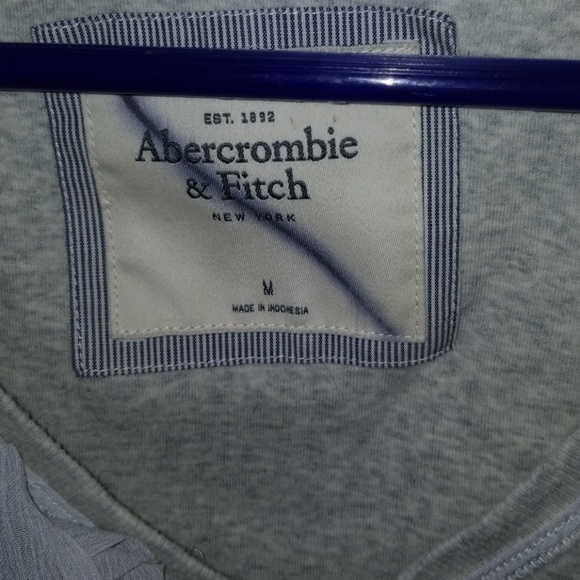 EST. 1892
Abercrombie
& Fitch
NEW YORK
M
MADE IN INDONESIA